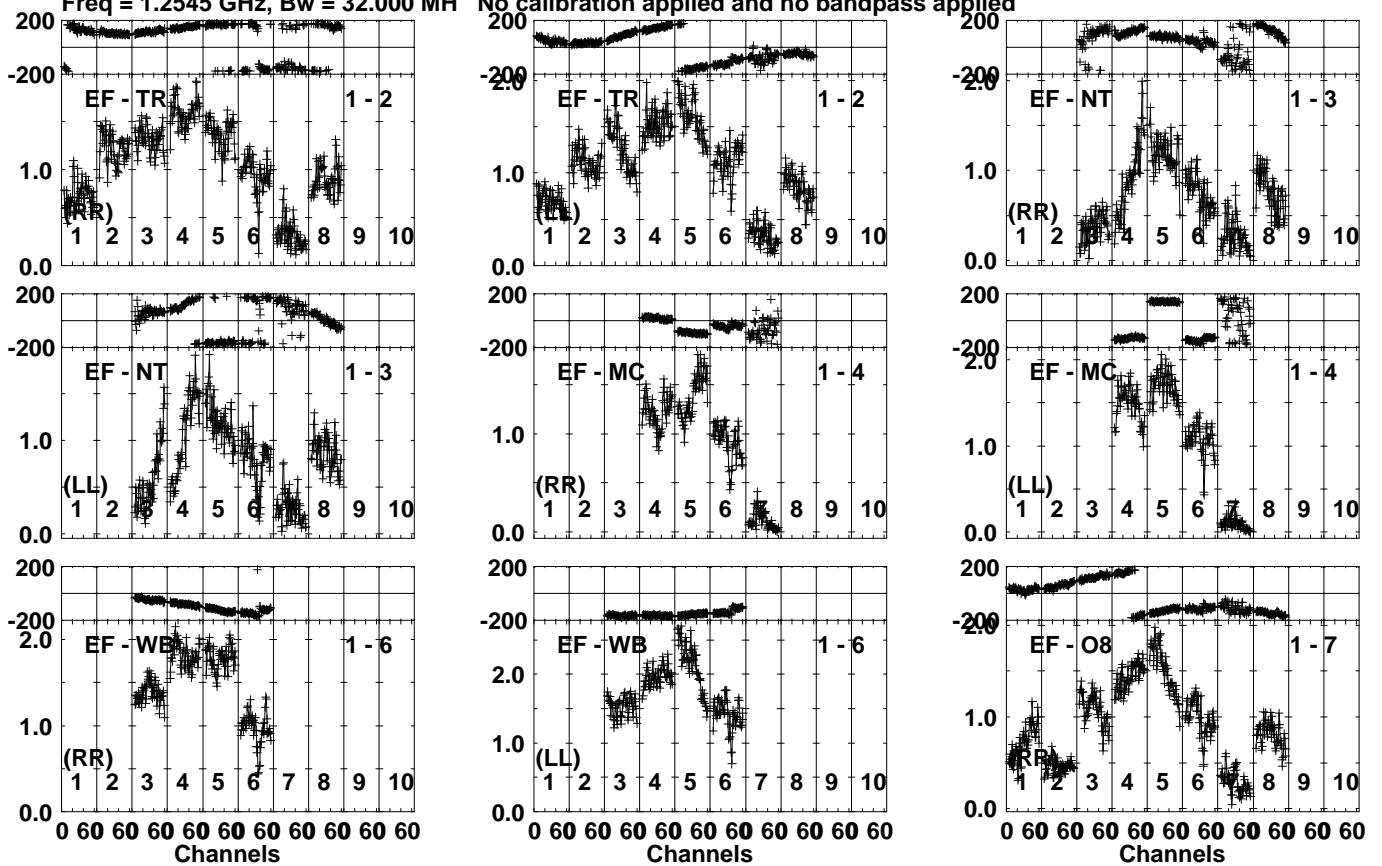 Freq = 1.2545 GHz, Bw = 32.000 MH No calibration applied and no bandpass applied
200 200 200
-200 -200 -200
2.0 2.0
EF - TR 1 - 2 EF - TR 1 - 2 EF - NT 1 - 3
1.0 1.0 1.0
(RR) (LL) (RR)
1 2 3 4 5 6 7 8 9 10 1 2 3 4 5 6 7 8 9 10 1 2 3 4 5 6 7 8 9 10
0.0 0.0 0.0
200 200 200
-200 -200 -200
2.0
EF - NT 1 - 3 EF - MC 1 - 4 EF - MC 1 - 4
1.0 1.0 1.0
(LL) (RR) (LL)
1 2 3 4 5 6 7 8 9 10 1 2 3 4 5 6 7 8 9 10 1 2 3 4 5 6 7 8 9 10
0.0 0.0 0.0
200 200 200
-200 -200 -200
2.0 2.0
EF - WB 1 - 6 EF - WB 1 - 6 EF - O8 1 - 7
2.0
1.0 1.0 1.0
(RR) (LL) (RR)
1 2 3 4 5 6 7 8 9 10 1 2 3 4 5 6 7 8 9 10 1 2 3 4 5 6 7 8 9 10
0.0 0.0 0.0
0 60 60 60 60 60 60 60 60 60 60 0 60 60 60 60 60 60 60 60 60 60 0 60 60 60 60 60 60 60 60 60 60
Channels Channels Channels